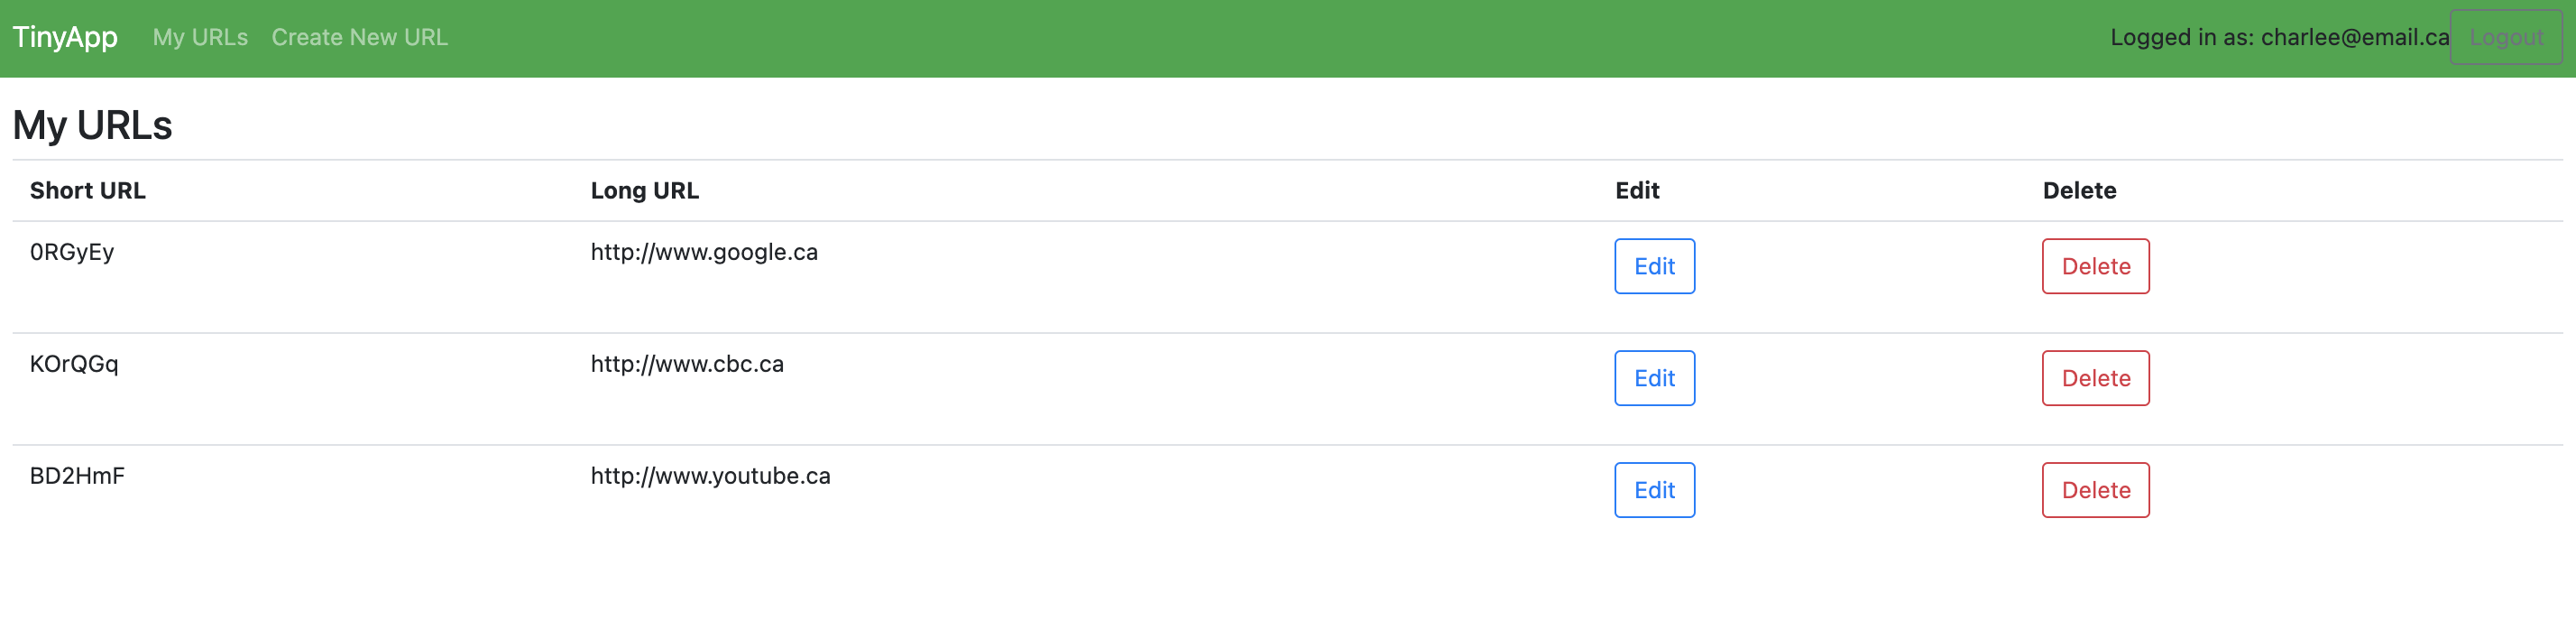 TinyApp My URLs Create New URL Logged in as: charlee@email.ca Logout
My URLs
Short URL Long URL Edit Delete
0RGyEy http://www.google.ca Edit Delete
KOrQGq http://www.cbc.ca Edit Delete
BD2HmF http://www.youtube.ca Edit Delete